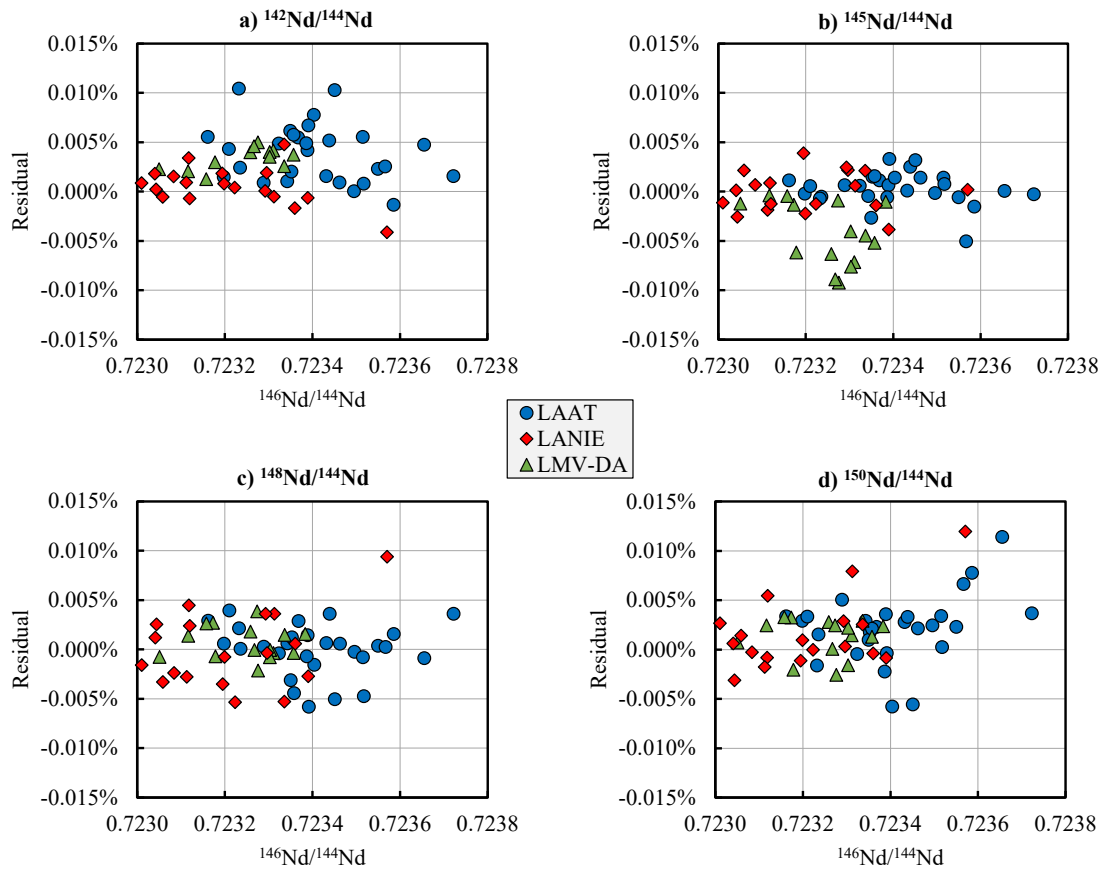 a) ¹⁴²Nd/¹⁴⁴Nd
0.015%
0.010%
0.005%
0.000%
-0.005%
-0.010%
-0.015%
Residual
0.7230 0.7232 0.7234 0.7236 0.7238
¹⁴⁶Nd/¹⁴⁴Nd
b) ¹⁴⁵Nd/¹⁴⁴Nd
0.015%
0.010%
0.005%
0.000%
-0.005%
-0.010%
-0.015%
Residual
0.7230 0.7232 0.7234 0.7236 0.7238
¹⁴⁶Nd/¹⁴⁴Nd
LAAT
LANIE
LMV-DA
c) ¹⁴⁸Nd/¹⁴⁴Nd
0.015%
0.010%
0.005%
0.000%
-0.005%
-0.010%
-0.015%
Residual
0.7230 0.7232 0.7234 0.7236 0.7238
¹⁴⁶Nd/¹⁴⁴Nd
d) ¹⁵⁰Nd/¹⁴⁴Nd
0.015%
0.010%
0.005%
0.000%
-0.005%
-0.010%
-0.015%
Residual
0.7230 0.7232 0.7234 0.7236 0.7238
¹⁴⁶Nd/¹⁴⁴Nd